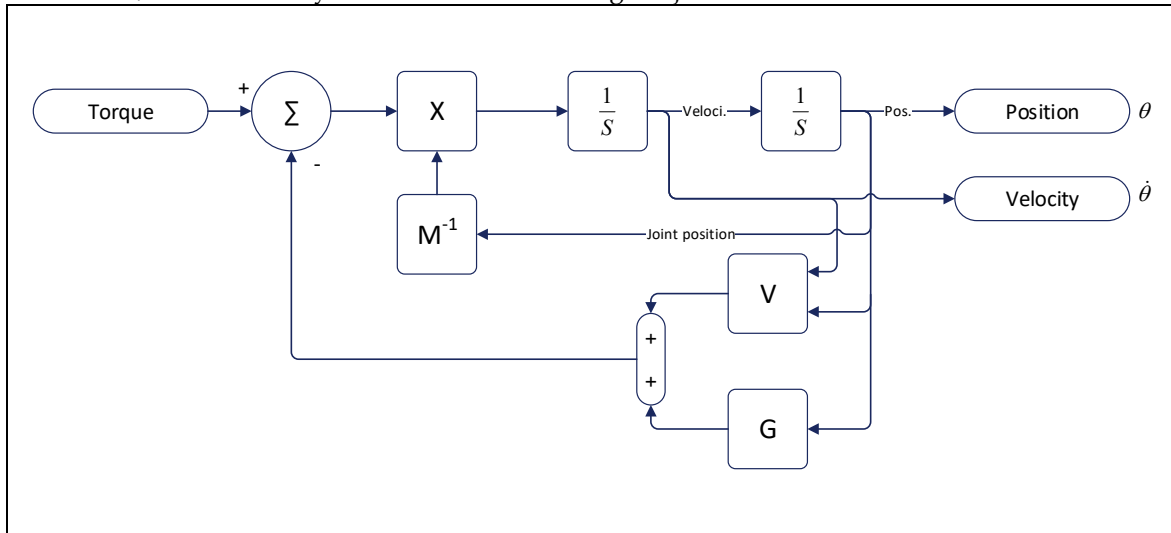 Torque
+
Σ
-
X
1
S
Veloci.
1
S
Pos.
Position θ
Velocity θ̇
M⁻¹
Joint position
V
+
+
G